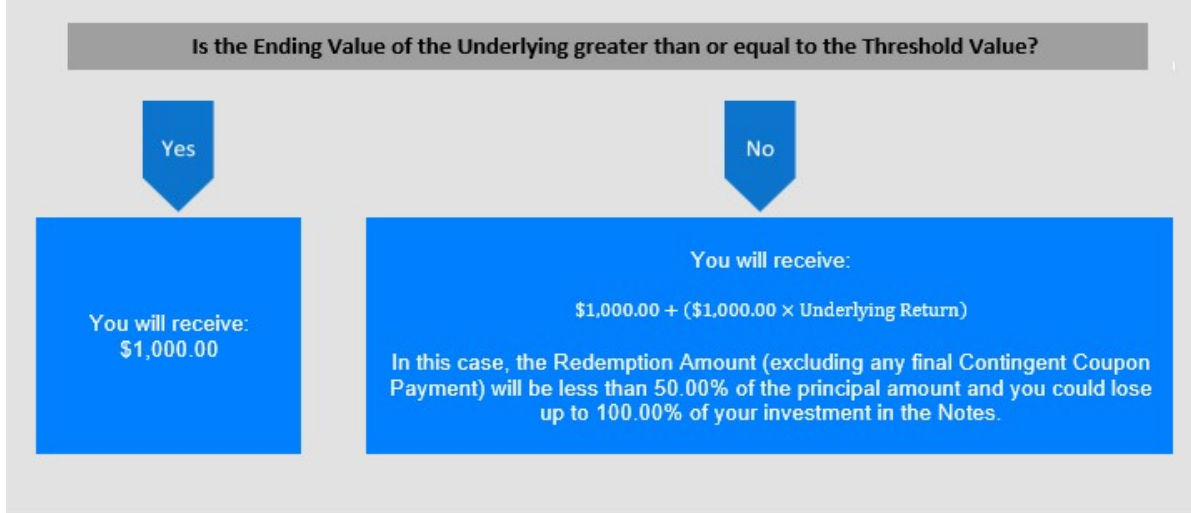 Is the Ending Value of the Underlying greater than or equal to the Threshold Value?
Yes
No
You will receive:
$1,000.00
You will receive:
$1,000.00 + ($1,000.00 × Underlying Return)
In this case, the Redemption Amount (excluding any final Contingent Coupon
Payment) will be less than 50.00% of the principal amount and you could lose
up to 100.00% of your investment in the Notes.